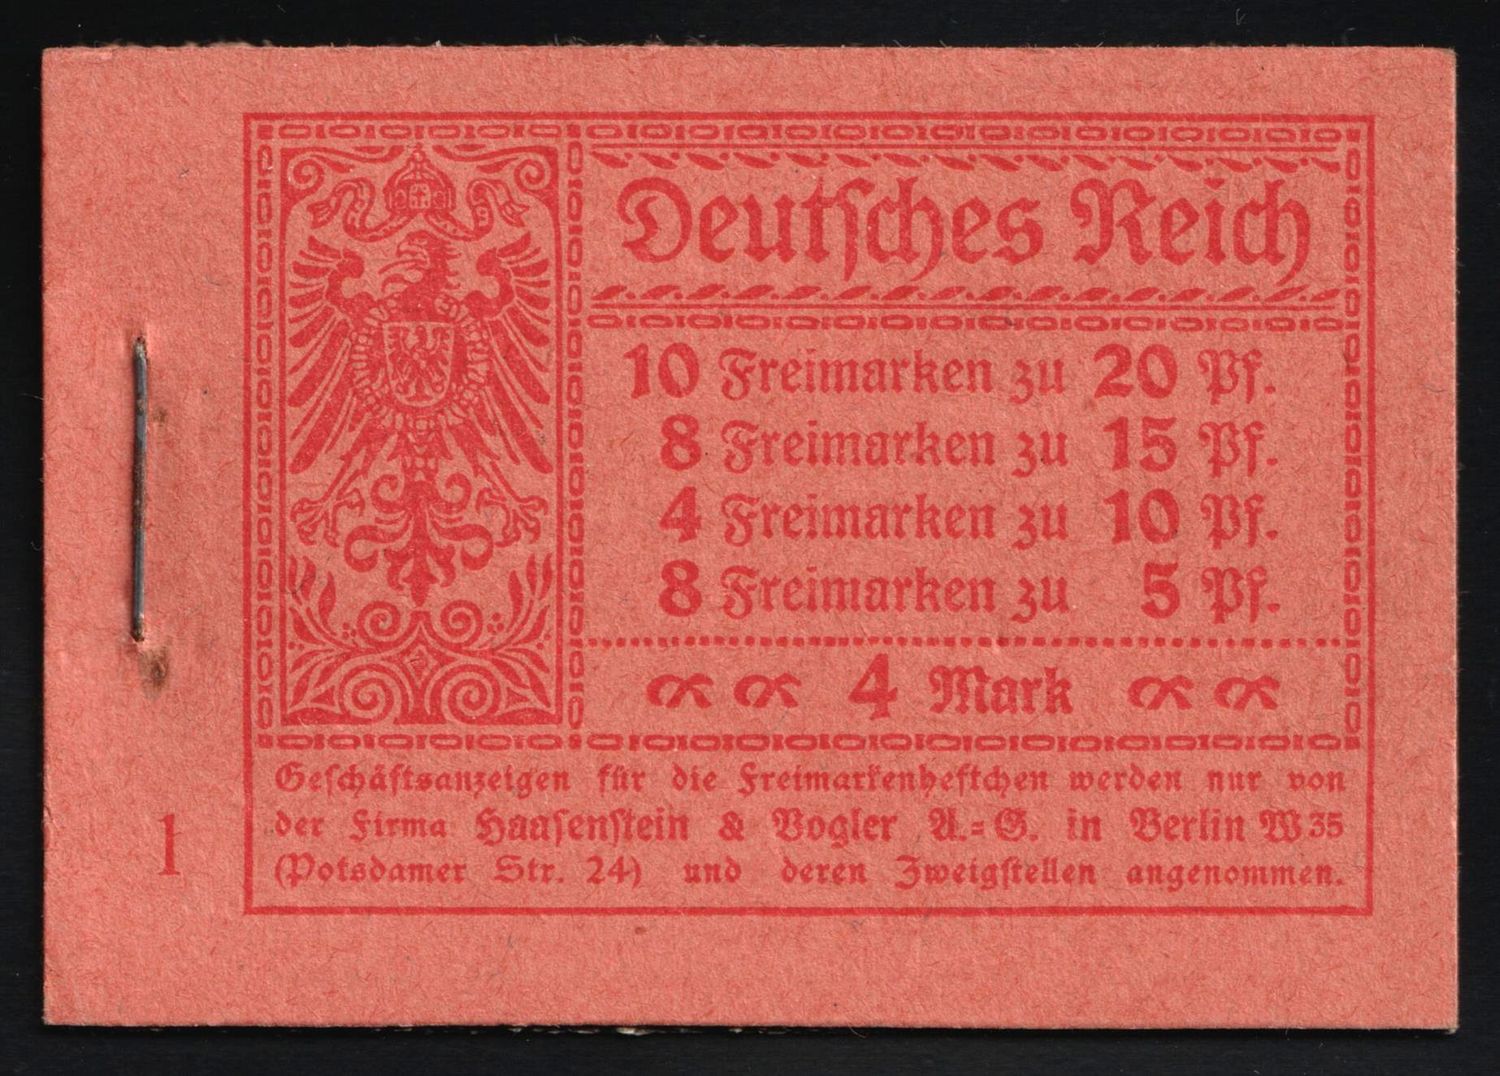 Deutsches Reich
10 Freimarken zu 20 Pf.
8 Freimarken zu 15 Pf.
4 Freimarken zu 10 Pf.
8 Freimarken zu 5 Pf.
4 Mark
Geschäftsanzeigen für die Freimarkenheftchen werden nur von
der Firma Haasenstein & Vogler A.=G. in Berlin W 35
(Potsdamer Str. 24) und deren Zweigstellen angenommen.
1